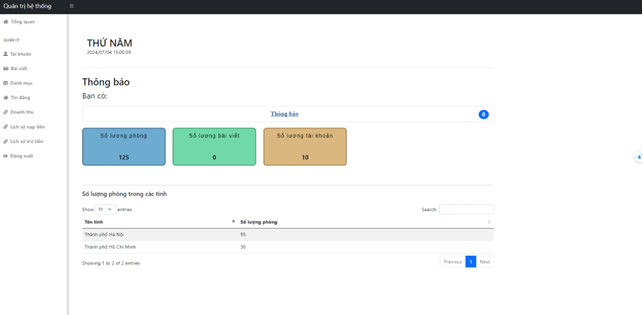 Quản trị hệ thống
Tổng quan
QUẢN LÝ
Tài khoản
Bài viết
Danh mục
Tin đăng
Doanh thu
Lịch sử nạp tiền
Lịch sử trừ tiền
Đăng xuất
THỨ NĂM
2024/07/04 15:00:09
Thông báo
Bạn có:
Thông báo 0
Số lượng phòng Số lượng bài viết Số lượng tài khoản
125 0 10
Số lượng phòng trong các tỉnh
Show 10 entries Search:
Tên tỉnh Số lượng phòng
Thành phố Hà Nội
Thành phố Hồ Chí Minh
Showing 1 to 2 of 2 entries Previous 1 Next